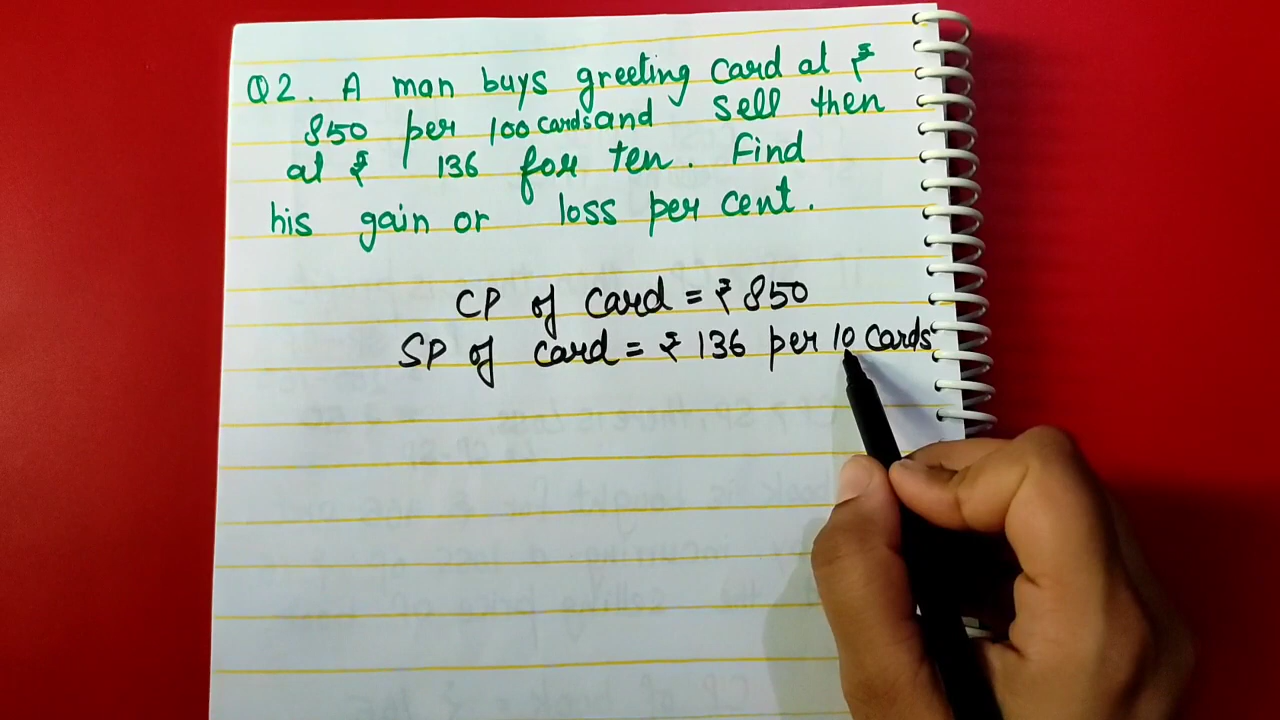 Q2. A man buys greeting card at ₹
850 per 100 cards and sell then
at ₹ 136 for ten. Find
his gain or loss per cent.
CP of card = ₹ 850
SP of card = ₹ 136 per 10 cards